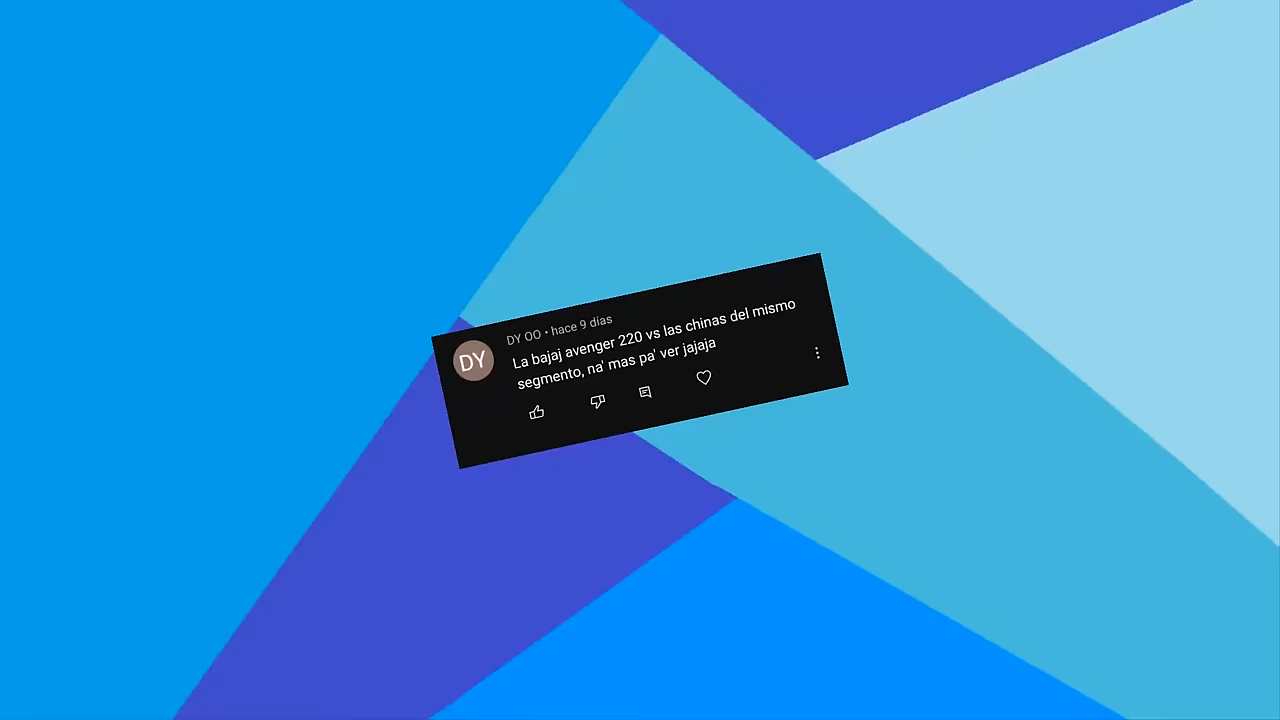 DY
DY OO • hace 9 días
La bajaj avenger 220 vs las chinas del mismo
segmento, na' mas pa' ver jajaja